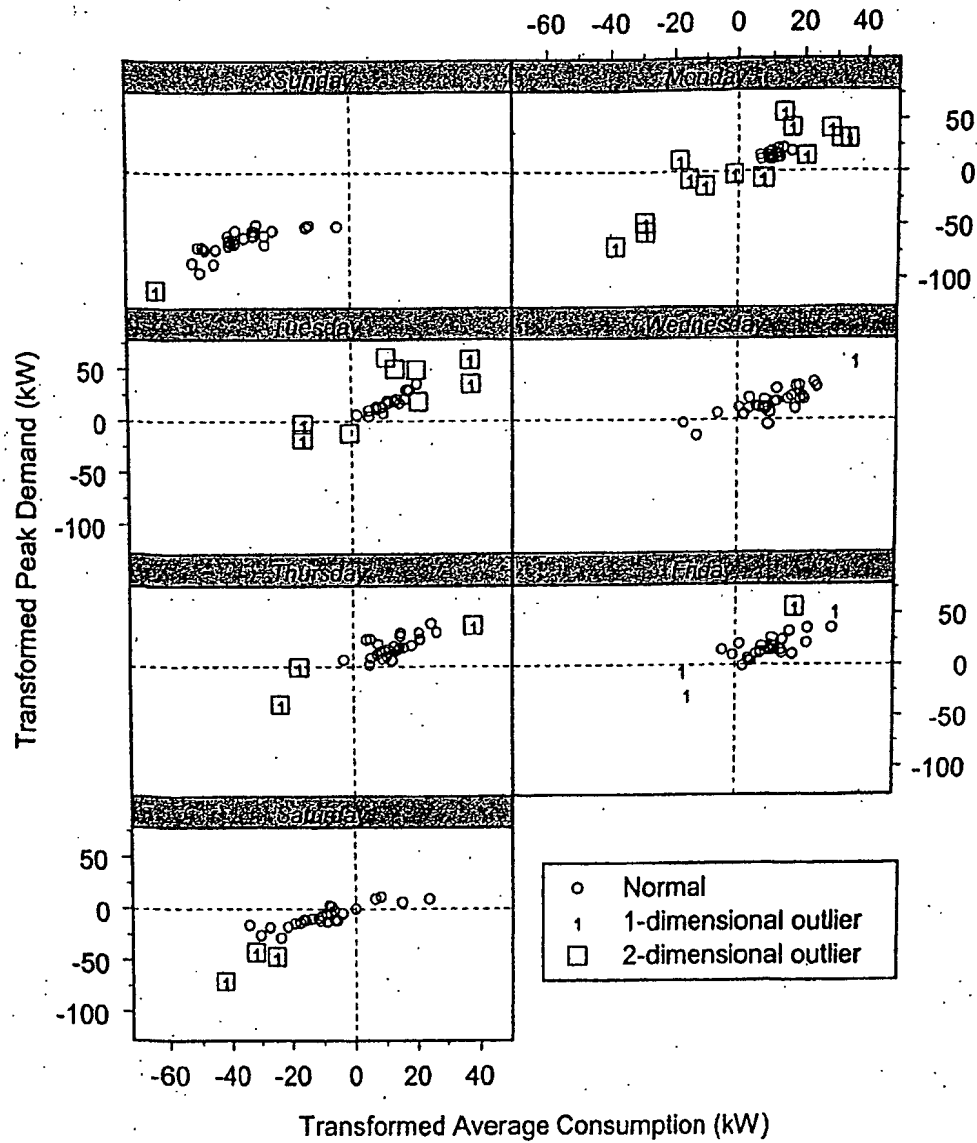 -60 -40 -20 0 20 40
Sunday
Monday
50
0
-50
-100
Tuesday
Wednesday
50
0
-50
-100
Thursday
Friday
50
0
-50
-100
Saturday
50
0
-50
-100
-60 -40 -20 0 20 40
Transformed Peak Demand (kW)
Transformed Average Consumption (kW)
Normal
1 1-dimensional outlier
2-dimensional outlier